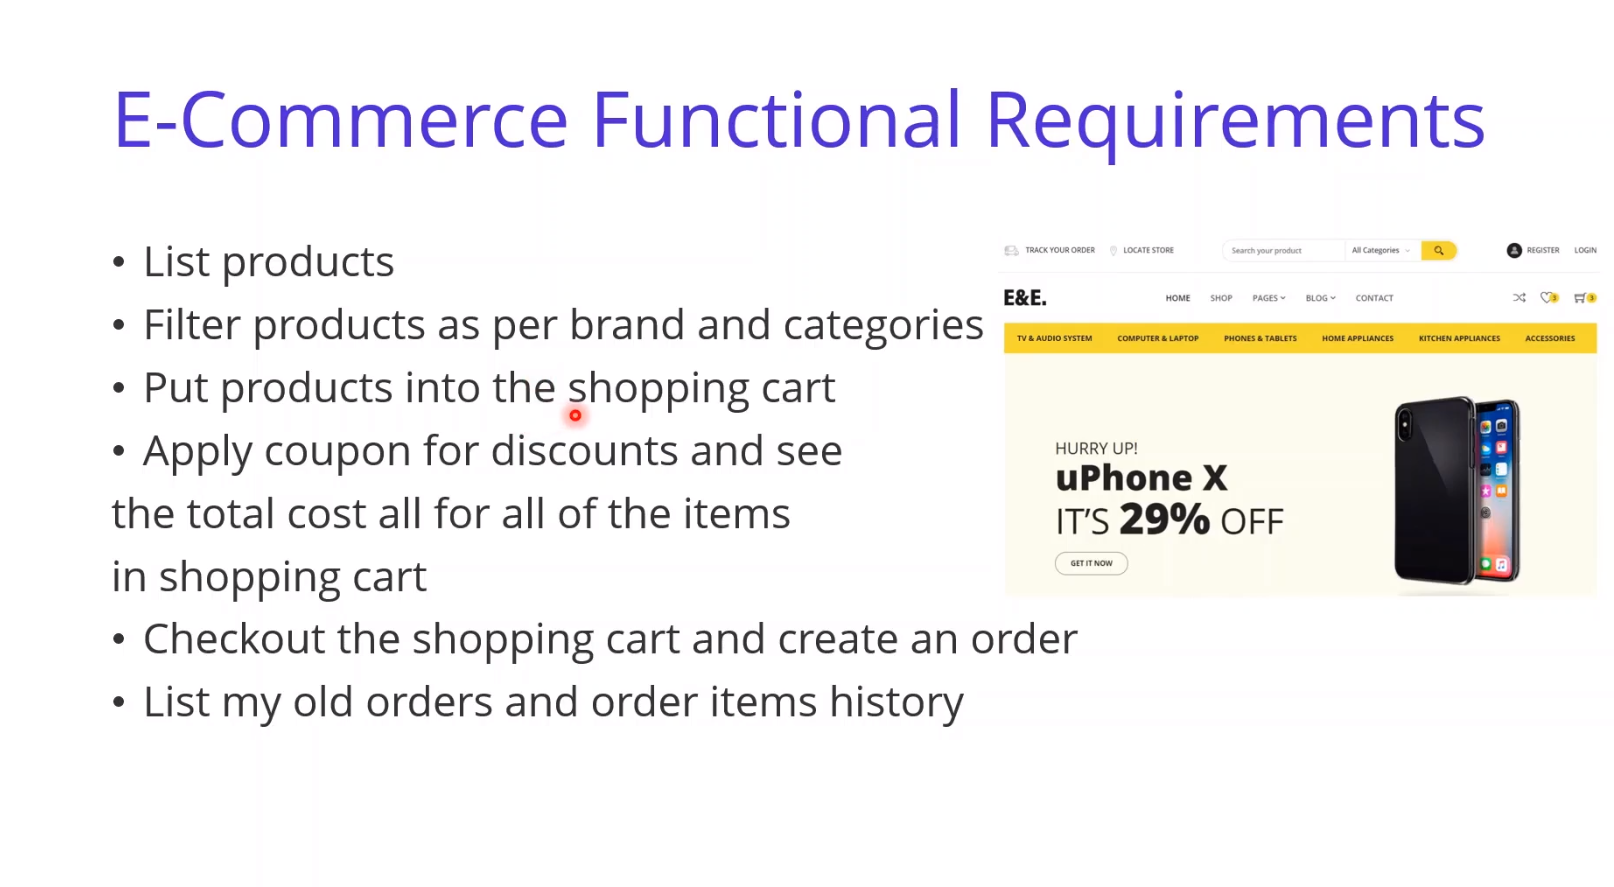 E-Commerce Functional Requirements
• List products
• Filter products as per brand and categories
• Put products into the shopping cart
• Apply coupon for discounts and see
the total cost all for all of the items
in shopping cart
• Checkout the shopping cart and create an order
• List my old orders and order items history
TRACK YOUR ORDER LOCATE STORE Search your product All Categories REGISTER LOGIN
E&E. HOME SHOP PAGES BLOG CONTACT 3 3
TV & AUDIO SYSTEM COMPUTER & LAPTOP PHONES & TABLETS HOME APPLIANCES KITCHEN APPLIANCES ACCESSORIES
HURRY UP!
uPhone X
IT'S 29% OFF
GET IT NOW